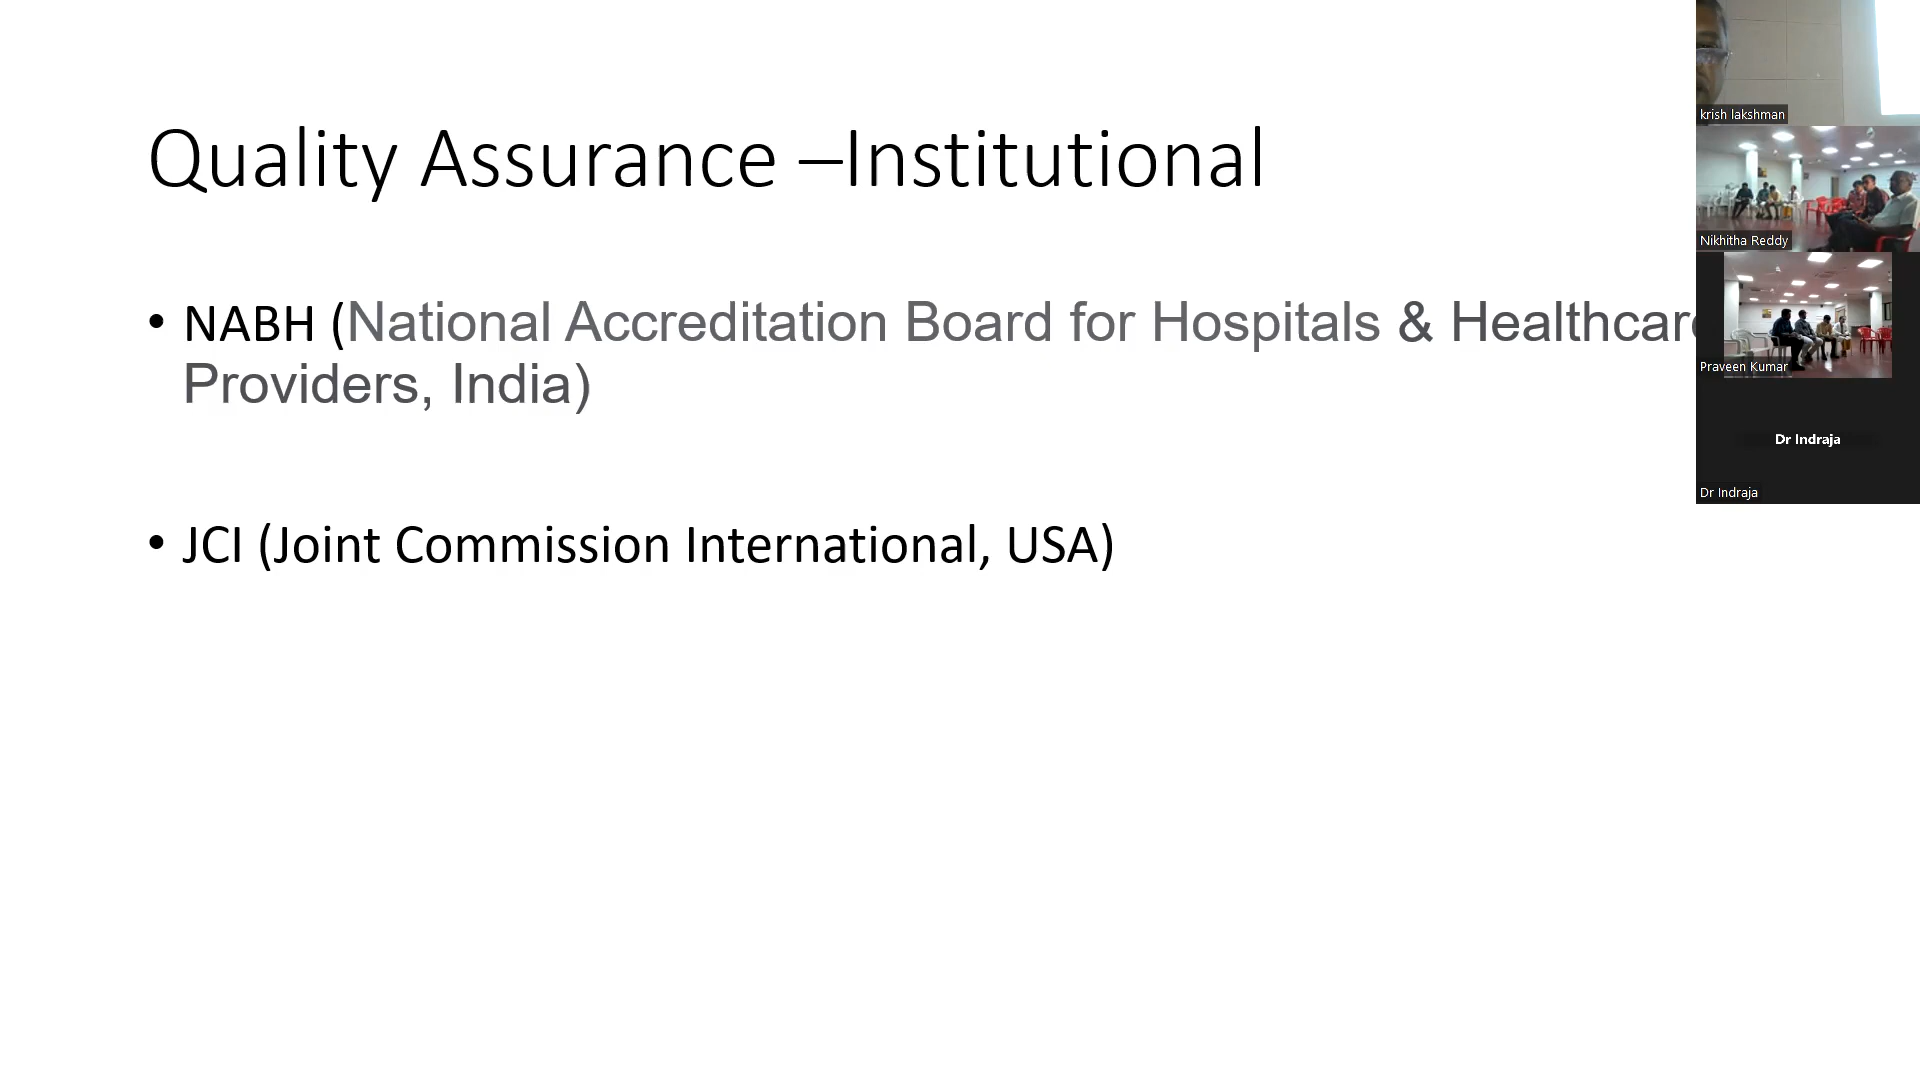 Quality Assurance –Institutional
• NABH (National Accreditation Board for Hospitals & Healthcare
Providers, India)
• JCI (Joint Commission International, USA)
krish lakshman
Nikhitha Reddy
Praveen Kumar
Dr Indraja
Dr Indraja